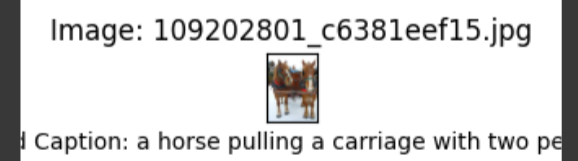 Image: 109202801_c6381eef15.jpg
Caption: a horse pulling a carriage with two